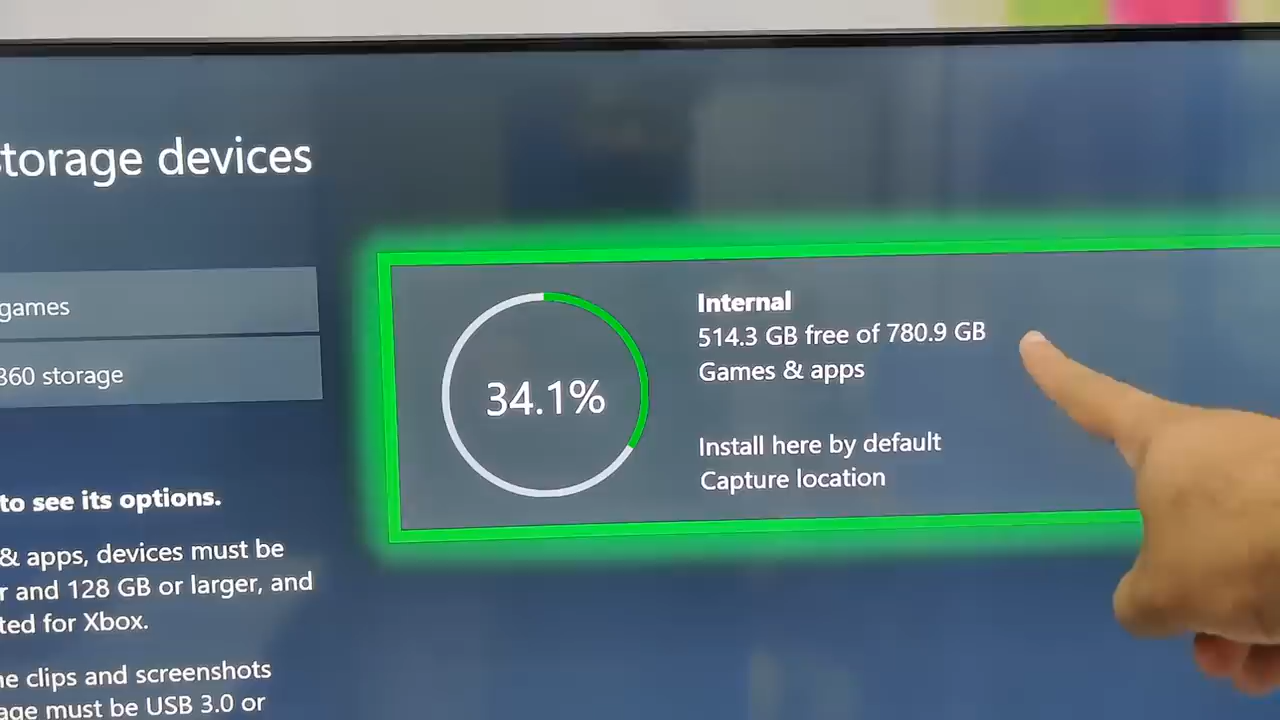 torage devices
games
360 storage
to see its options.
& apps, devices must be
r and 128 GB or larger, and
ted for Xbox.
e clips and screenshots
age must be USB 3.0 or
34.1%
Internal
514.3 GB free of 780.9 GB
Games & apps
Install here by default
Capture location